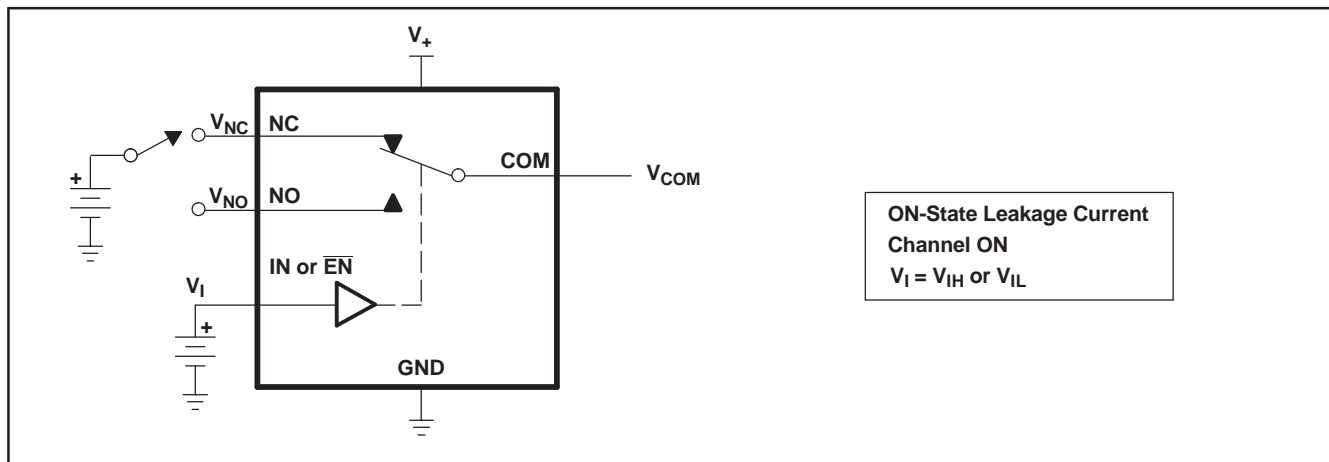 V+
VNC NC
+
COM
VCOM
VNO NO
IN or EN
VI
+
GND
ON-State Leakage Current
Channel ON
VI = VIH or VIL